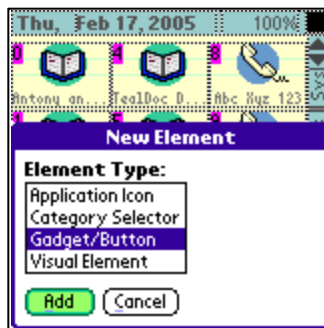 Thu, Feb 17, 2005 100%
0 4 8
Antony an... TealDoc D... Abc Xyz 123
Sys
New Element
Element Type:
Application Icon
Category Selector
Gadget/Button
Visual Element
Add Cancel